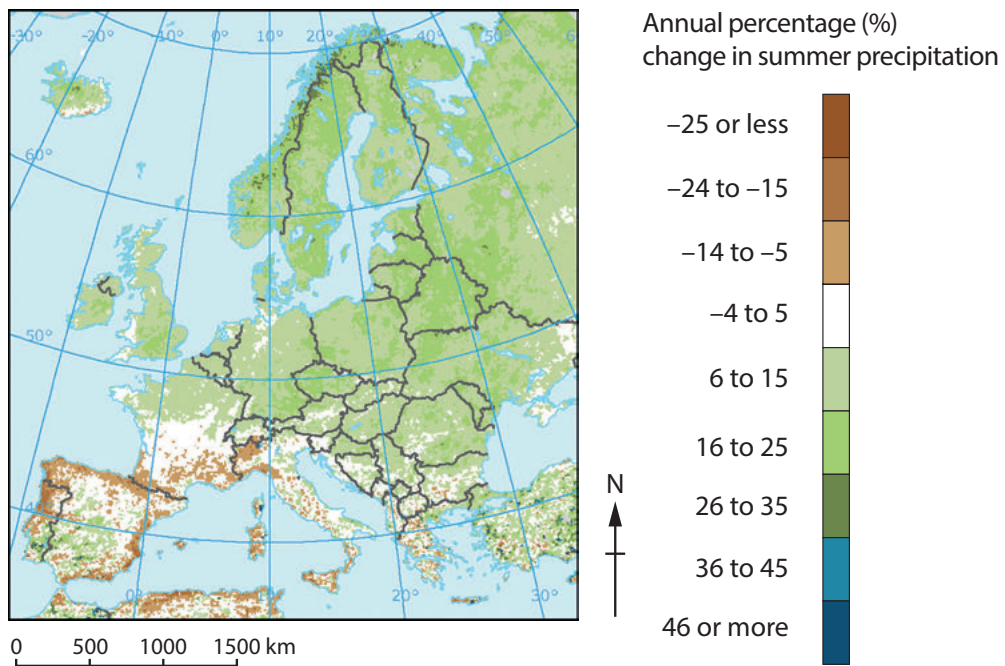 Annual percentage (%)
change in summer precipitation
-30°
-20°
-10°
0°
10°
20°
30°
40°
50°
60°
50°
0°
20°
30°
–25 or less
–24 to –15
–14 to –5
–4 to 5
6 to 15
16 to 25
26 to 35
36 to 45
46 or more
N
0 500 1000 1500 km